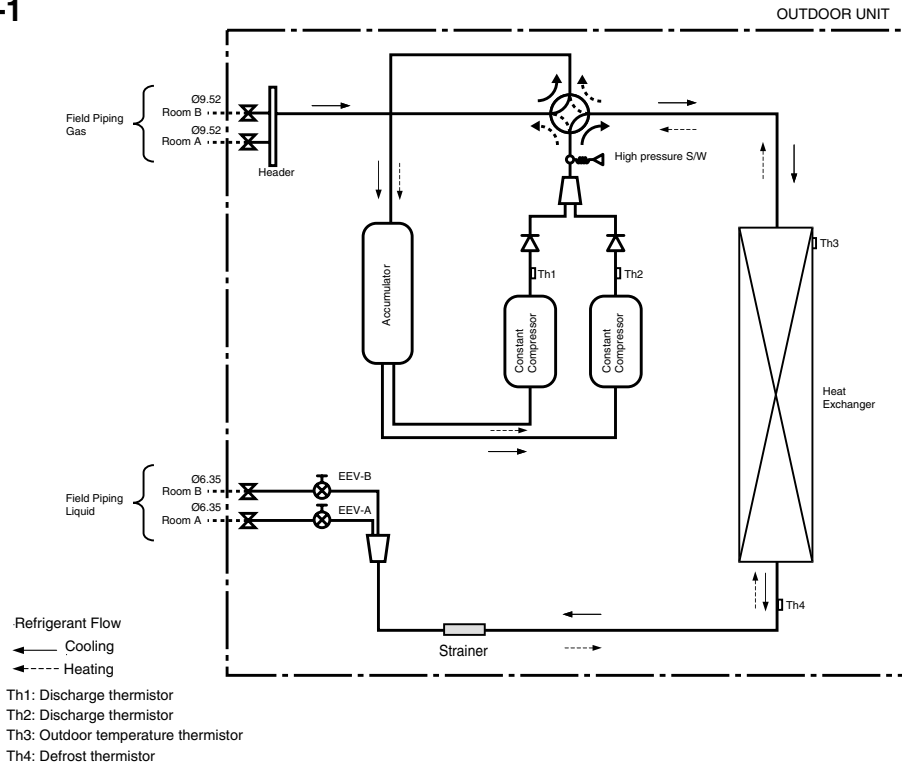 -1
OUTDOOR UNIT
Field Piping
Gas
Ø9.52
Room B
Ø9.52
Room A
Header
High pressure S/W
Th1
Th2
Th3
Accumulator
Constant
Compressor
Constant
Compressor
Heat
Exchanger
Field Piping
Liquid
Ø6.35
Room B
Ø6.35
Room A
EEV-B
EEV-A
Th4
Strainer
Refrigerant Flow
Cooling
Heating
Th1: Discharge thermistor
Th2: Discharge thermistor
Th3: Outdoor temperature thermistor
Th4: Defrost thermistor